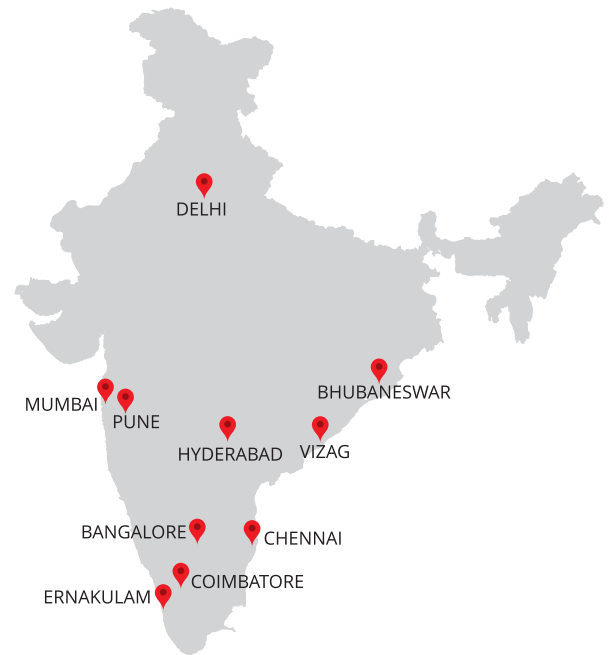 DELHI
BHUBANESWAR
MUMBAI
PUNE
HYDERABAD
VIZAG
BANGALORE
CHENNAI
COIMBATORE
ERNAKULAM